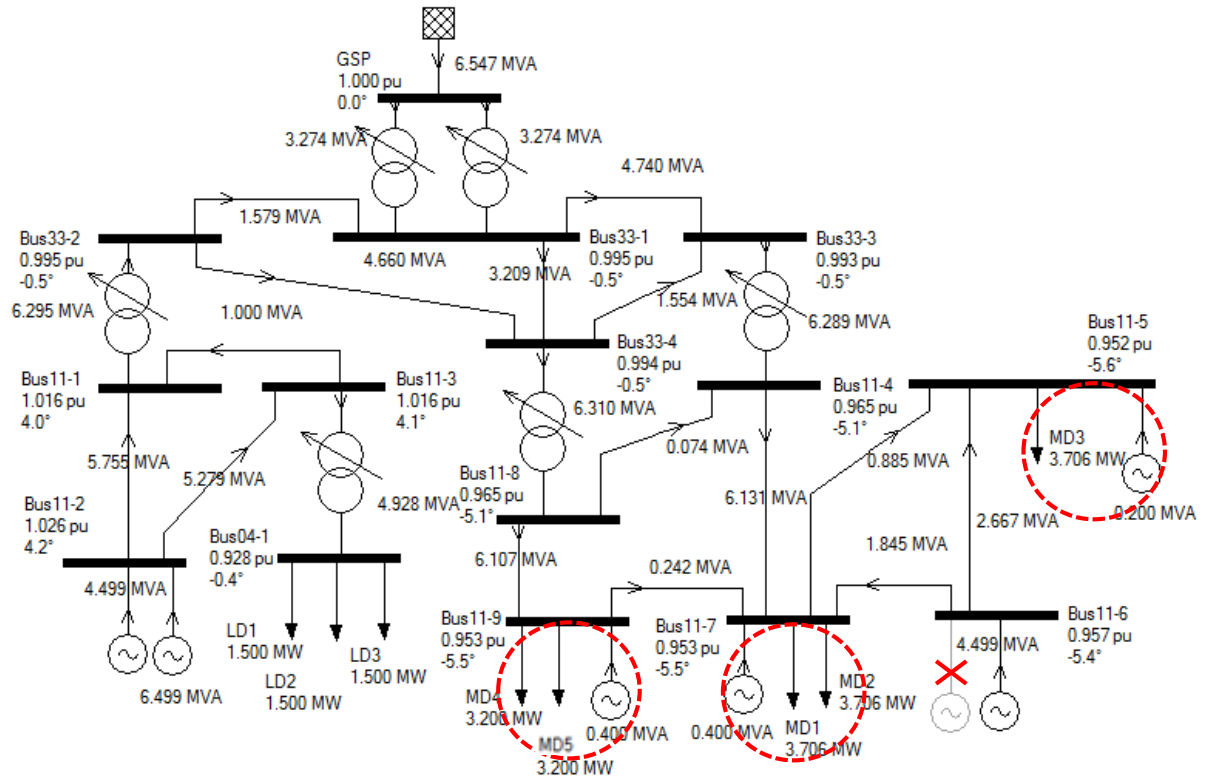 GSP
1.000 pu
0.0°
6.547 MVA
3.274 MVA
3.274 MVA
4.740 MVA
1.579 MVA
Bus33-2
0.995 pu
-0.5°
4.660 MVA
3.209 MVA
Bus33-1
0.995 pu
-0.5°
Bus33-3
0.993 pu
-0.5°
6.295 MVA
1.000 MVA
1.554 MVA
6.289 MVA
Bus33-4
0.994 pu
-0.5°
Bus11-5
0.952 pu
-5.6°
Bus11-1
1.016 pu
4.0°
Bus11-3
1.016 pu
4.1°
6.310 MVA
Bus11-4
0.965 pu
-5.1°
0.074 MVA
0.885 MVA
MD3
3.706 MW
0.200 MVA
5.755 MVA
5.279 MVA
4.928 MVA
Bus11-8
0.965 pu
-5.1°
6.131 MVA
2.667 MVA
Bus11-2
1.026 pu
4.2°
Bus04-1
0.928 pu
-0.4°
6.107 MVA
0.242 MVA
1.845 MVA
4.499 MVA
Bus11-9
0.953 pu
-5.5°
Bus11-7
0.953 pu
-5.5°
Bus11-6
0.957 pu
-5.4°
4.499 MVA
LD1
1.500 MW
LD3
1.500 MW
LD2
1.500 MW
6.499 MVA
MD4
3.200 MW
MD5
3.200 MW
0.400 MVA
0.400 MVA
MD2
3.706 MW
MD1
3.706 MW